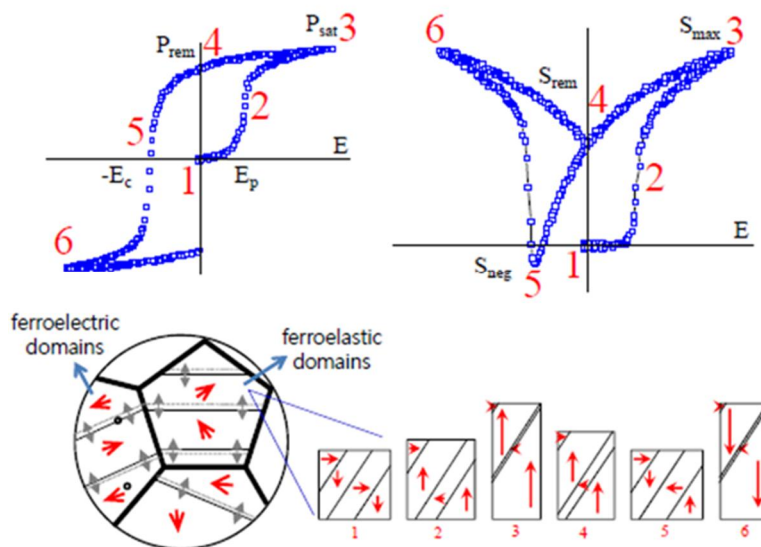 P_rem 4 P_sat 3
2
5
E
-E_c 1 E_p
6
6 S_max 3
S_rem
4
2
E
S_neg 5 1
ferroelectric
domains
ferroelastic
domains
1 2 3 4 5 6